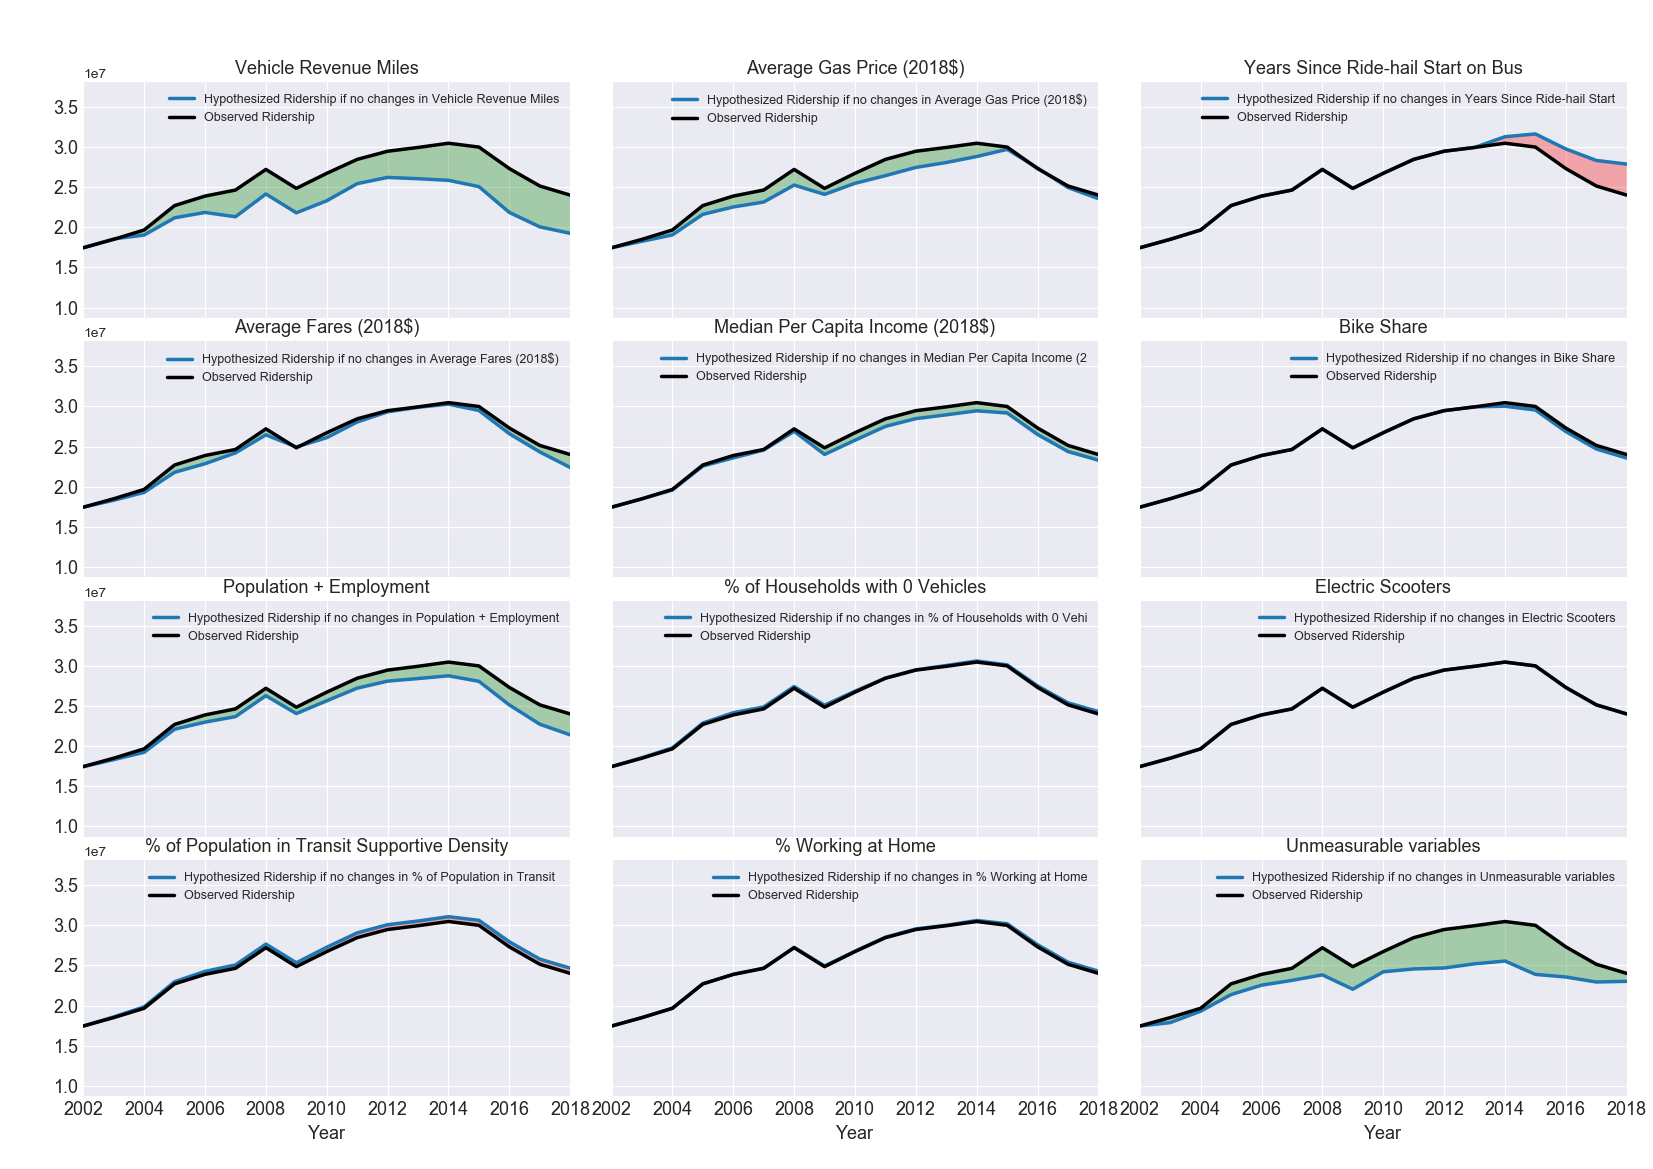 Vehicle Revenue Miles
1e7
Hypothesized Ridership if no changes in Vehicle Revenue Miles
Observed Ridership
3.5
3.0
2.5
2.0
1.5
1.0
Average Gas Price (2018$)
Hypothesized Ridership if no changes in Average Gas Price (2018$)
Observed Ridership
Years Since Ride-hail Start on Bus
Hypothesized Ridership if no changes in Years Since Ride-hail Start
Observed Ridership
Average Fares (2018$)
1e7
Hypothesized Ridership if no changes in Average Fares (2018$)
Observed Ridership
3.5
3.0
2.5
2.0
1.5
1.0
Median Per Capita Income (2018$)
Hypothesized Ridership if no changes in Median Per Capita Income (2
Observed Ridership
Bike Share
Hypothesized Ridership if no changes in Bike Share
Observed Ridership
Population + Employment
1e7
Hypothesized Ridership if no changes in Population + Employment
Observed Ridership
3.5
3.0
2.5
2.0
1.5
1.0
% of Households with 0 Vehicles
Hypothesized Ridership if no changes in % of Households with 0 Vehi
Observed Ridership
Electric Scooters
Hypothesized Ridership if no changes in Electric Scooters
Observed Ridership
% of Population in Transit Supportive Density
1e7
Hypothesized Ridership if no changes in % of Population in Transit
Observed Ridership
3.5
3.0
2.5
2.0
1.5
1.0
2002 2004 2006 2008 2010 2012 2014 2016 2018
Year
% Working at Home
Hypothesized Ridership if no changes in % Working at Home
Observed Ridership
2002 2004 2006 2008 2010 2012 2014 2016 2018
Year
Unmeasurable variables
Hypothesized Ridership if no changes in Unmeasurable variables
Observed Ridership
2002 2004 2006 2008 2010 2012 2014 2016 2018
Year